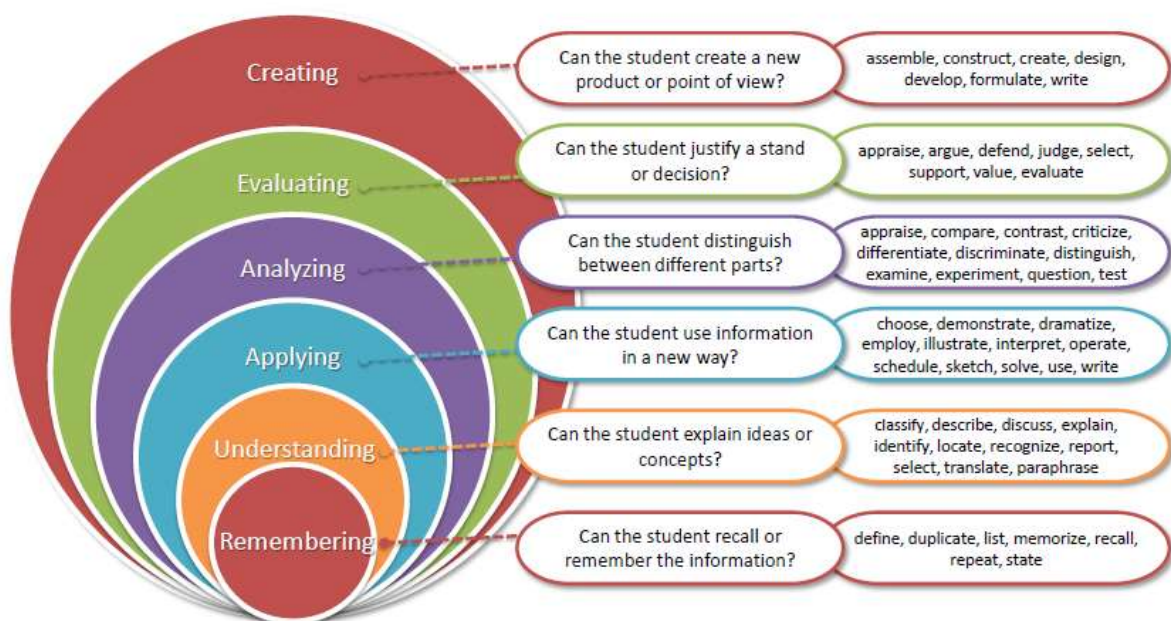 Creating
Can the student create a new
product or point of view?
assemble, construct, create, design,
develop, formulate, write
Evaluating
Can the student justify a stand
or decision?
appraise, argue, defend, judge, select,
support, value, evaluate
Analyzing
Can the student distinguish
between different parts?
appraise, compare, contrast, criticize,
differentiate, discriminate, distinguish,
examine, experiment, question, test
Applying
Can the student use information
in a new way?
choose, demonstrate, dramatize,
employ, illustrate, interpret, operate,
schedule, sketch, solve, use, write
Understanding
Can the student explain ideas or
concepts?
classify, describe, discuss, explain,
identify, locate, recognize, report,
select, translate, paraphrase
Remembering
Can the student recall or
remember the information?
define, duplicate, list, memorize, recall,
repeat, state